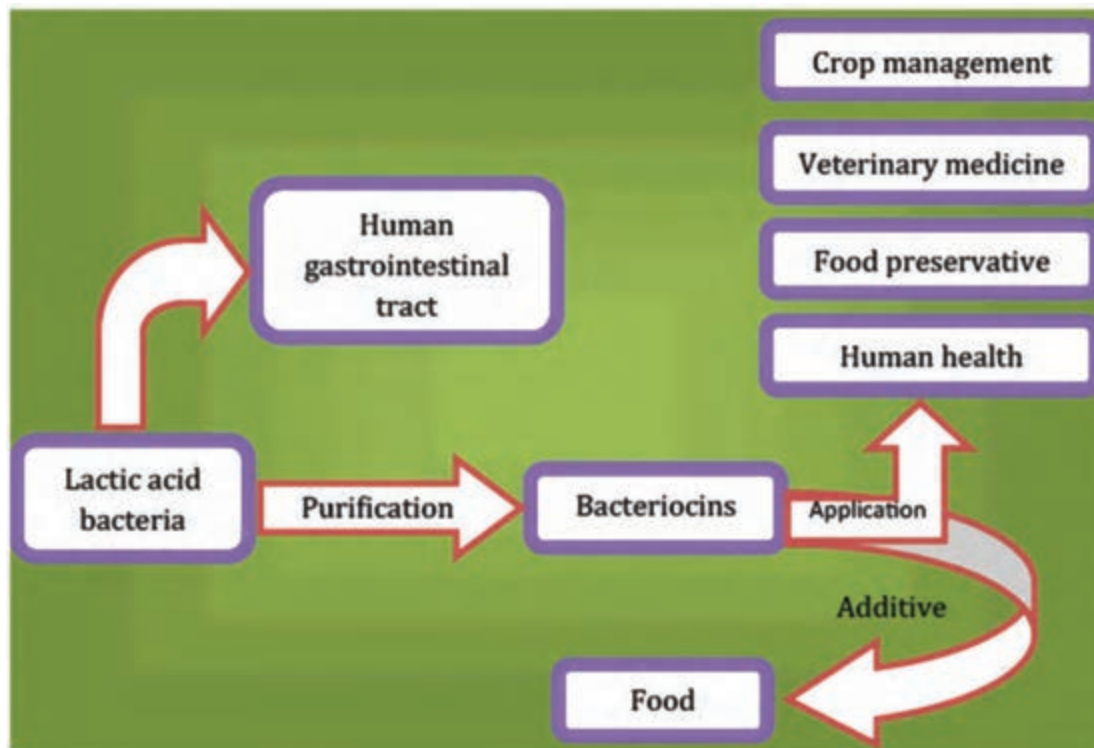 Crop management
Veterinary medicine
Food preservative
Human health
Human
gastrointestinal
tract
Lactic acid
bacteria
Purification
Bacteriocins
Application
Additive
Food